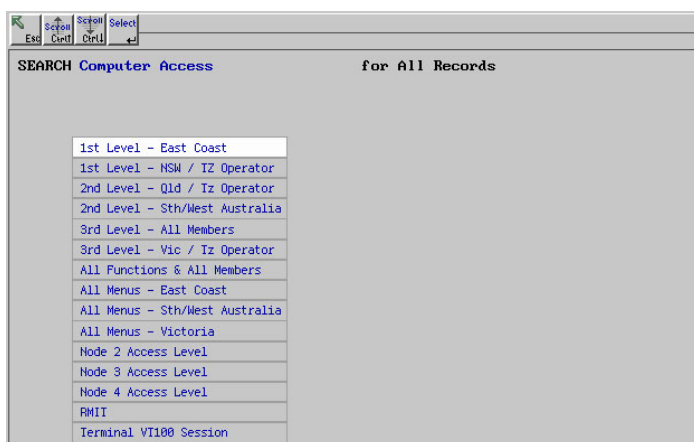 Esc Scroll Ctrl↑ Scroll Ctrl↓ Select ↵
SEARCH Computer Access for All Records
1st Level - East Coast
1st Level - NSW / TZ Operator
2nd Level - Qld / Tz Operator
2nd Level - Sth/West Australia
3rd Level - All Members
3rd Level - Vic / Tz Operator
All Functions & All Members
All Menus - East Coast
All Menus - Sth/West Australia
All Menus - Victoria
Node 2 Access Level
Node 3 Access Level
Node 4 Access Level
RMIT
Terminal VT100 Session